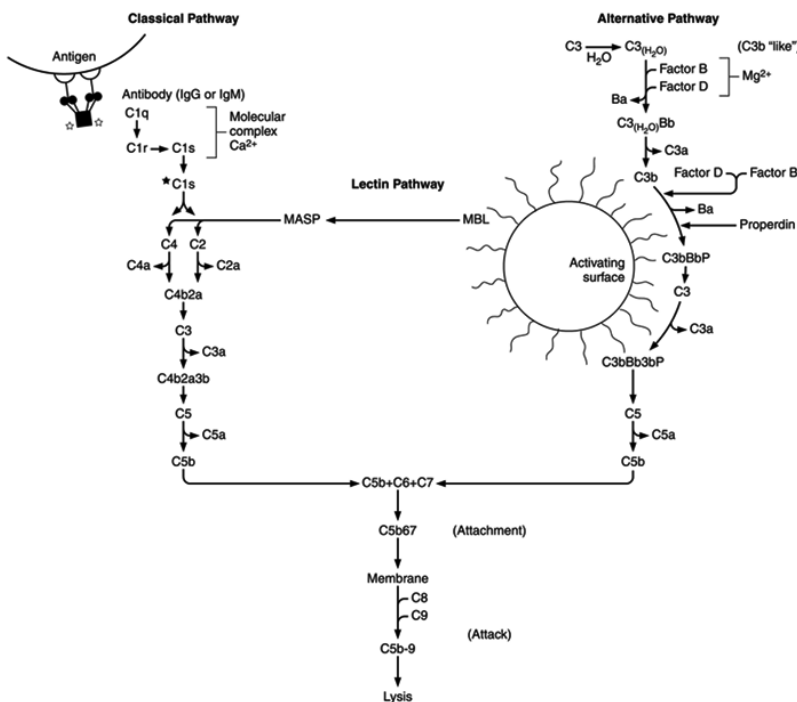 Classical Pathway
Antigen
Antibody (IgG or IgM)
C1q
C1r
C1s
Molecular
complex
Ca²⁺
C1s
C4
C2
C4a
C2a
C4b2a
C3
C3a
C4b2a3b
C5
C5a
C5b
Lectin Pathway
MASP
MBL
Alternative Pathway
C3
H₂O
C3(H₂O)
(C3b "like")
Factor B
Factor D
Mg²⁺
Ba
C3(H₂O)Bb
C3a
C3b
Factor D
Factor B
Ba
Properdin
Activating
surface
C3bBbP
C3
C3a
C3bBb3bP
C5
C5a
C5b
C5b+C6+C7
C5b67
(Attachment)
Membrane
C8
C9
(Attack)
C5b-9
Lysis